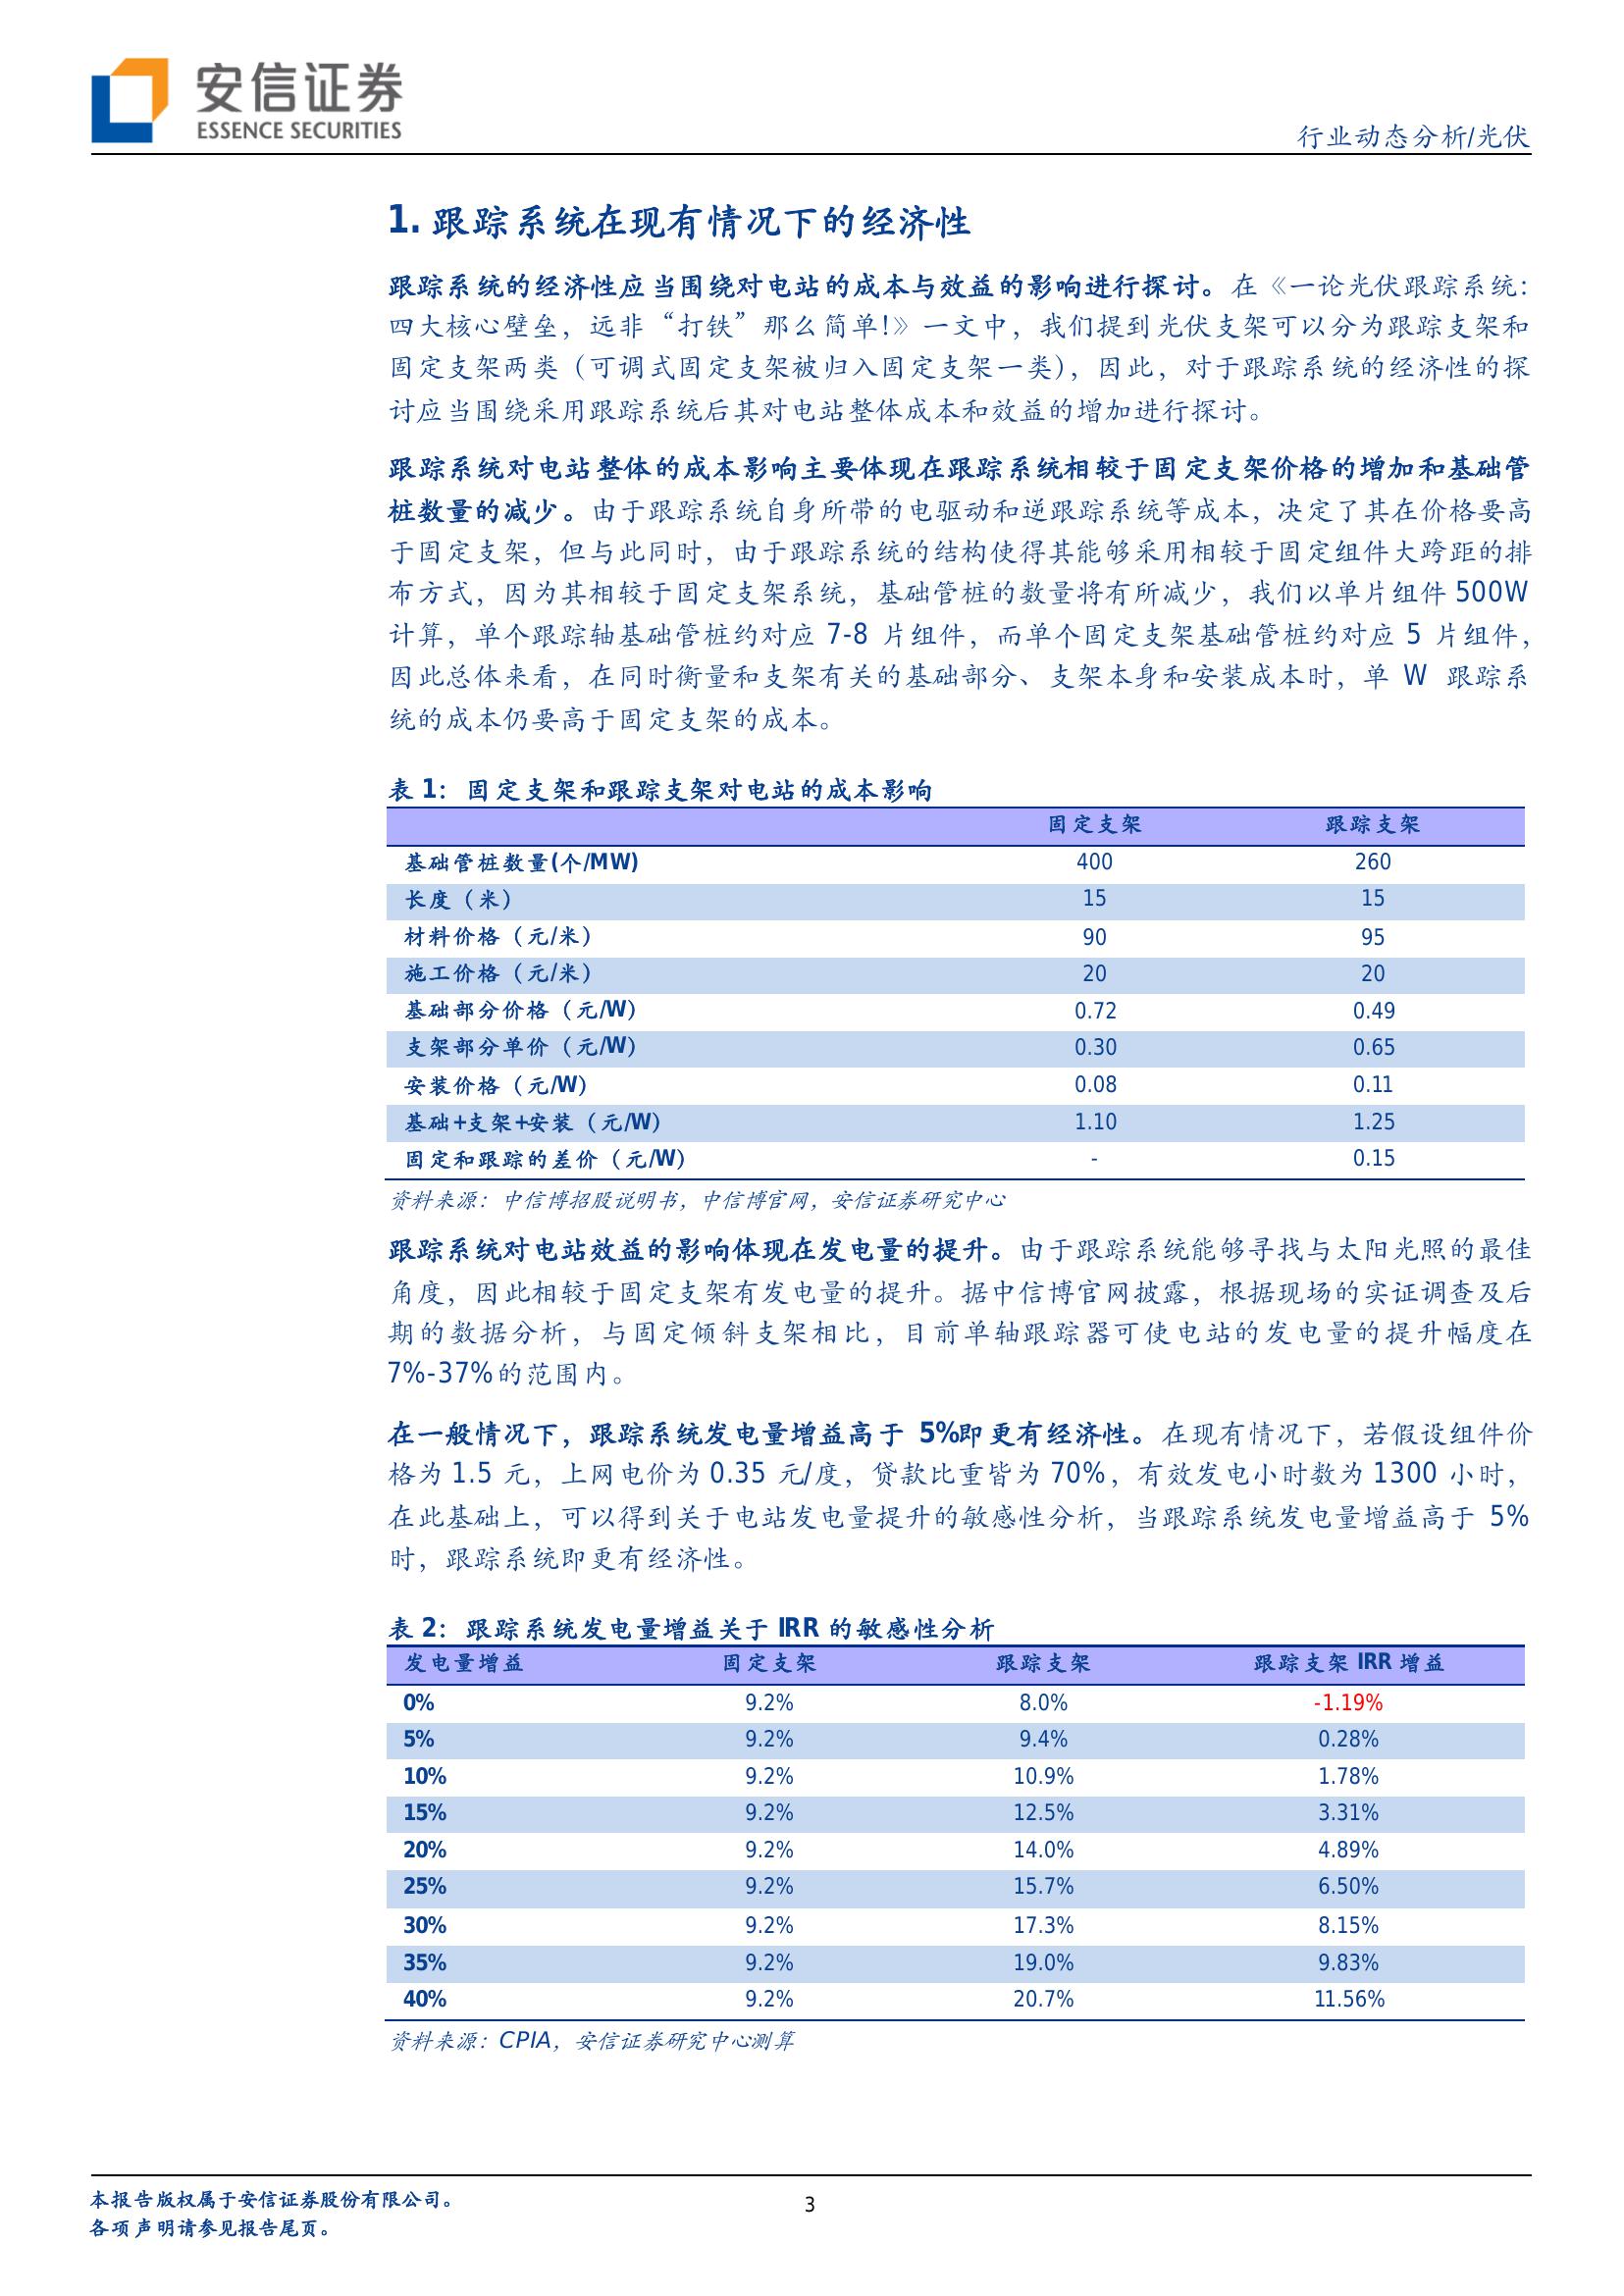 安信证券
ESSENCE SECURITIES
行业动态分析/光伏
1. 跟踪系统在现有情况下的经济性
跟踪系统的经济性应当围绕对电站的成本与效益的影响进行探讨。在《一论光伏跟踪系统:
四大核心壁垒，远非“打铁”那么简单!》一文中，我们提到光伏支架可以分为跟踪支架和
固定支架两类（可调式固定支架被归入固定支架一类），因此，对于跟踪系统的经济性的探
讨应当围绕采用跟踪系统后其对电站整体成本和效益的增加进行探讨。
跟踪系统对电站整体的成本影响主要体现在跟踪系统相较于固定支架价格的增加和基础管
桩数量的减少。由于跟踪系统自身所带的电驱动和逆跟踪系统等成本，决定了其在价格要高
于固定支架，但与此同时，由于跟踪系统的结构使得其能够采用相较于固定组件大跨距的排
布方式，因为其相较于固定支架系统，基础管桩的数量将有所减少，我们以单片组件 500W
计算，单个跟踪轴基础管桩约对应 7-8 片组件，而单个固定支架基础管桩约对应 5 片组件，
因此总体来看，在同时衡量和支架有关的基础部分、支架本身和安装成本时，单 W 跟踪系
统的成本仍要高于固定支架的成本。
表 1：固定支架和跟踪支架对电站的成本影响
固定支架 跟踪支架
基础管桩数量(个/MW) 400 260
长度（米） 15 15
材料价格（元/米） 90 95
施工价格（元/米） 20 20
基础部分价格（元/W） 0.72 0.49
支架部分单价（元/W） 0.30 0.65
安装价格（元/W） 0.08 0.11
基础+支架+安装（元/W） 1.10 1.25
固定和跟踪的差价（元/W） - 0.15
资料来源：中信博招股说明书，中信博官网，安信证券研究中心
跟踪系统对电站效益的影响体现在发电量的提升。由于跟踪系统能够寻找与太阳光照的最佳
角度，因此相较于固定支架有发电量的提升。据中信博官网披露，根据现场的实证调查及后
期的数据分析，与固定倾斜支架相比，目前单轴跟踪器可使电站的发电量的提升幅度在
7%-37%的范围内。
在一般情况下，跟踪系统发电量增益高于 5%即更有经济性。在现有情况下，若假设组件价
格为 1.5 元，上网电价为 0.35 元/度，贷款比重皆为 70%，有效发电小时数为 1300 小时，
在此基础上，可以得到关于电站发电量提升的敏感性分析，当跟踪系统发电量增益高于 5%
时，跟踪系统即更有经济性。
表 2：跟踪系统发电量增益关于 IRR 的敏感性分析
发电量增益 固定支架 跟踪支架 跟踪支架 IRR 增益
0% 9.2% 8.0% -1.19%
5% 9.2% 9.4% 0.28%
10% 9.2% 10.9% 1.78%
15% 9.2% 12.5% 3.31%
20% 9.2% 14.0% 4.89%
25% 9.2% 15.7% 6.50%
30% 9.2% 17.3% 8.15%
35% 9.2% 19.0% 9.83%
40% 9.2% 20.7% 11.56%
资料来源：CPIA，安信证券研究中心测算
本报告版权属于安信证券股份有限公司。
3
各项声明请参见报告尾页。